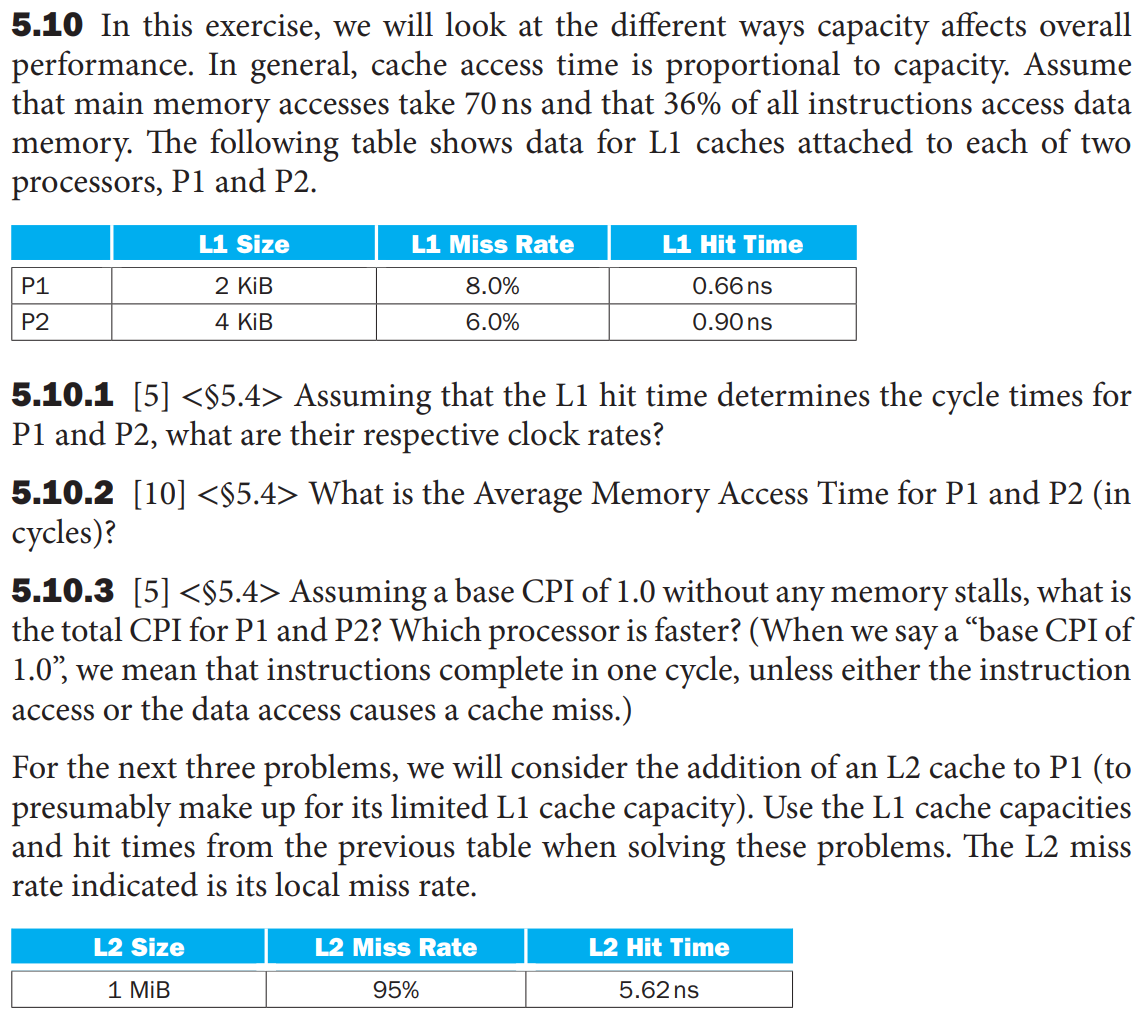 5.10 In this exercise, we will look at the different ways capacity affects overall
performance. In general, cache access time is proportional to capacity. Assume
that main memory accesses take 70 ns and that 36% of all instructions access data
memory. The following table shows data for L1 caches attached to each of two
processors, P1 and P2.
L1 Size L1 Miss Rate L1 Hit Time
P1 2 KiB 8.0% 0.66 ns
P2 4 KiB 6.0% 0.90 ns
5.10.1 [5] <§5.4> Assuming that the L1 hit time determines the cycle times for
P1 and P2, what are their respective clock rates?
5.10.2 [10] <§5.4> What is the Average Memory Access Time for P1 and P2 (in
cycles)?
5.10.3 [5] <§5.4> Assuming a base CPI of 1.0 without any memory stalls, what is
the total CPI for P1 and P2? Which processor is faster? (When we say a “base CPI of
1.0”, we mean that instructions complete in one cycle, unless either the instruction
access or the data access causes a cache miss.)
For the next three problems, we will consider the addition of an L2 cache to P1 (to
presumably make up for its limited L1 cache capacity). Use the L1 cache capacities
and hit times from the previous table when solving these problems. The L2 miss
rate indicated is its local miss rate.
L2 Size L2 Miss Rate L2 Hit Time
1 MiB 95% 5.62 ns